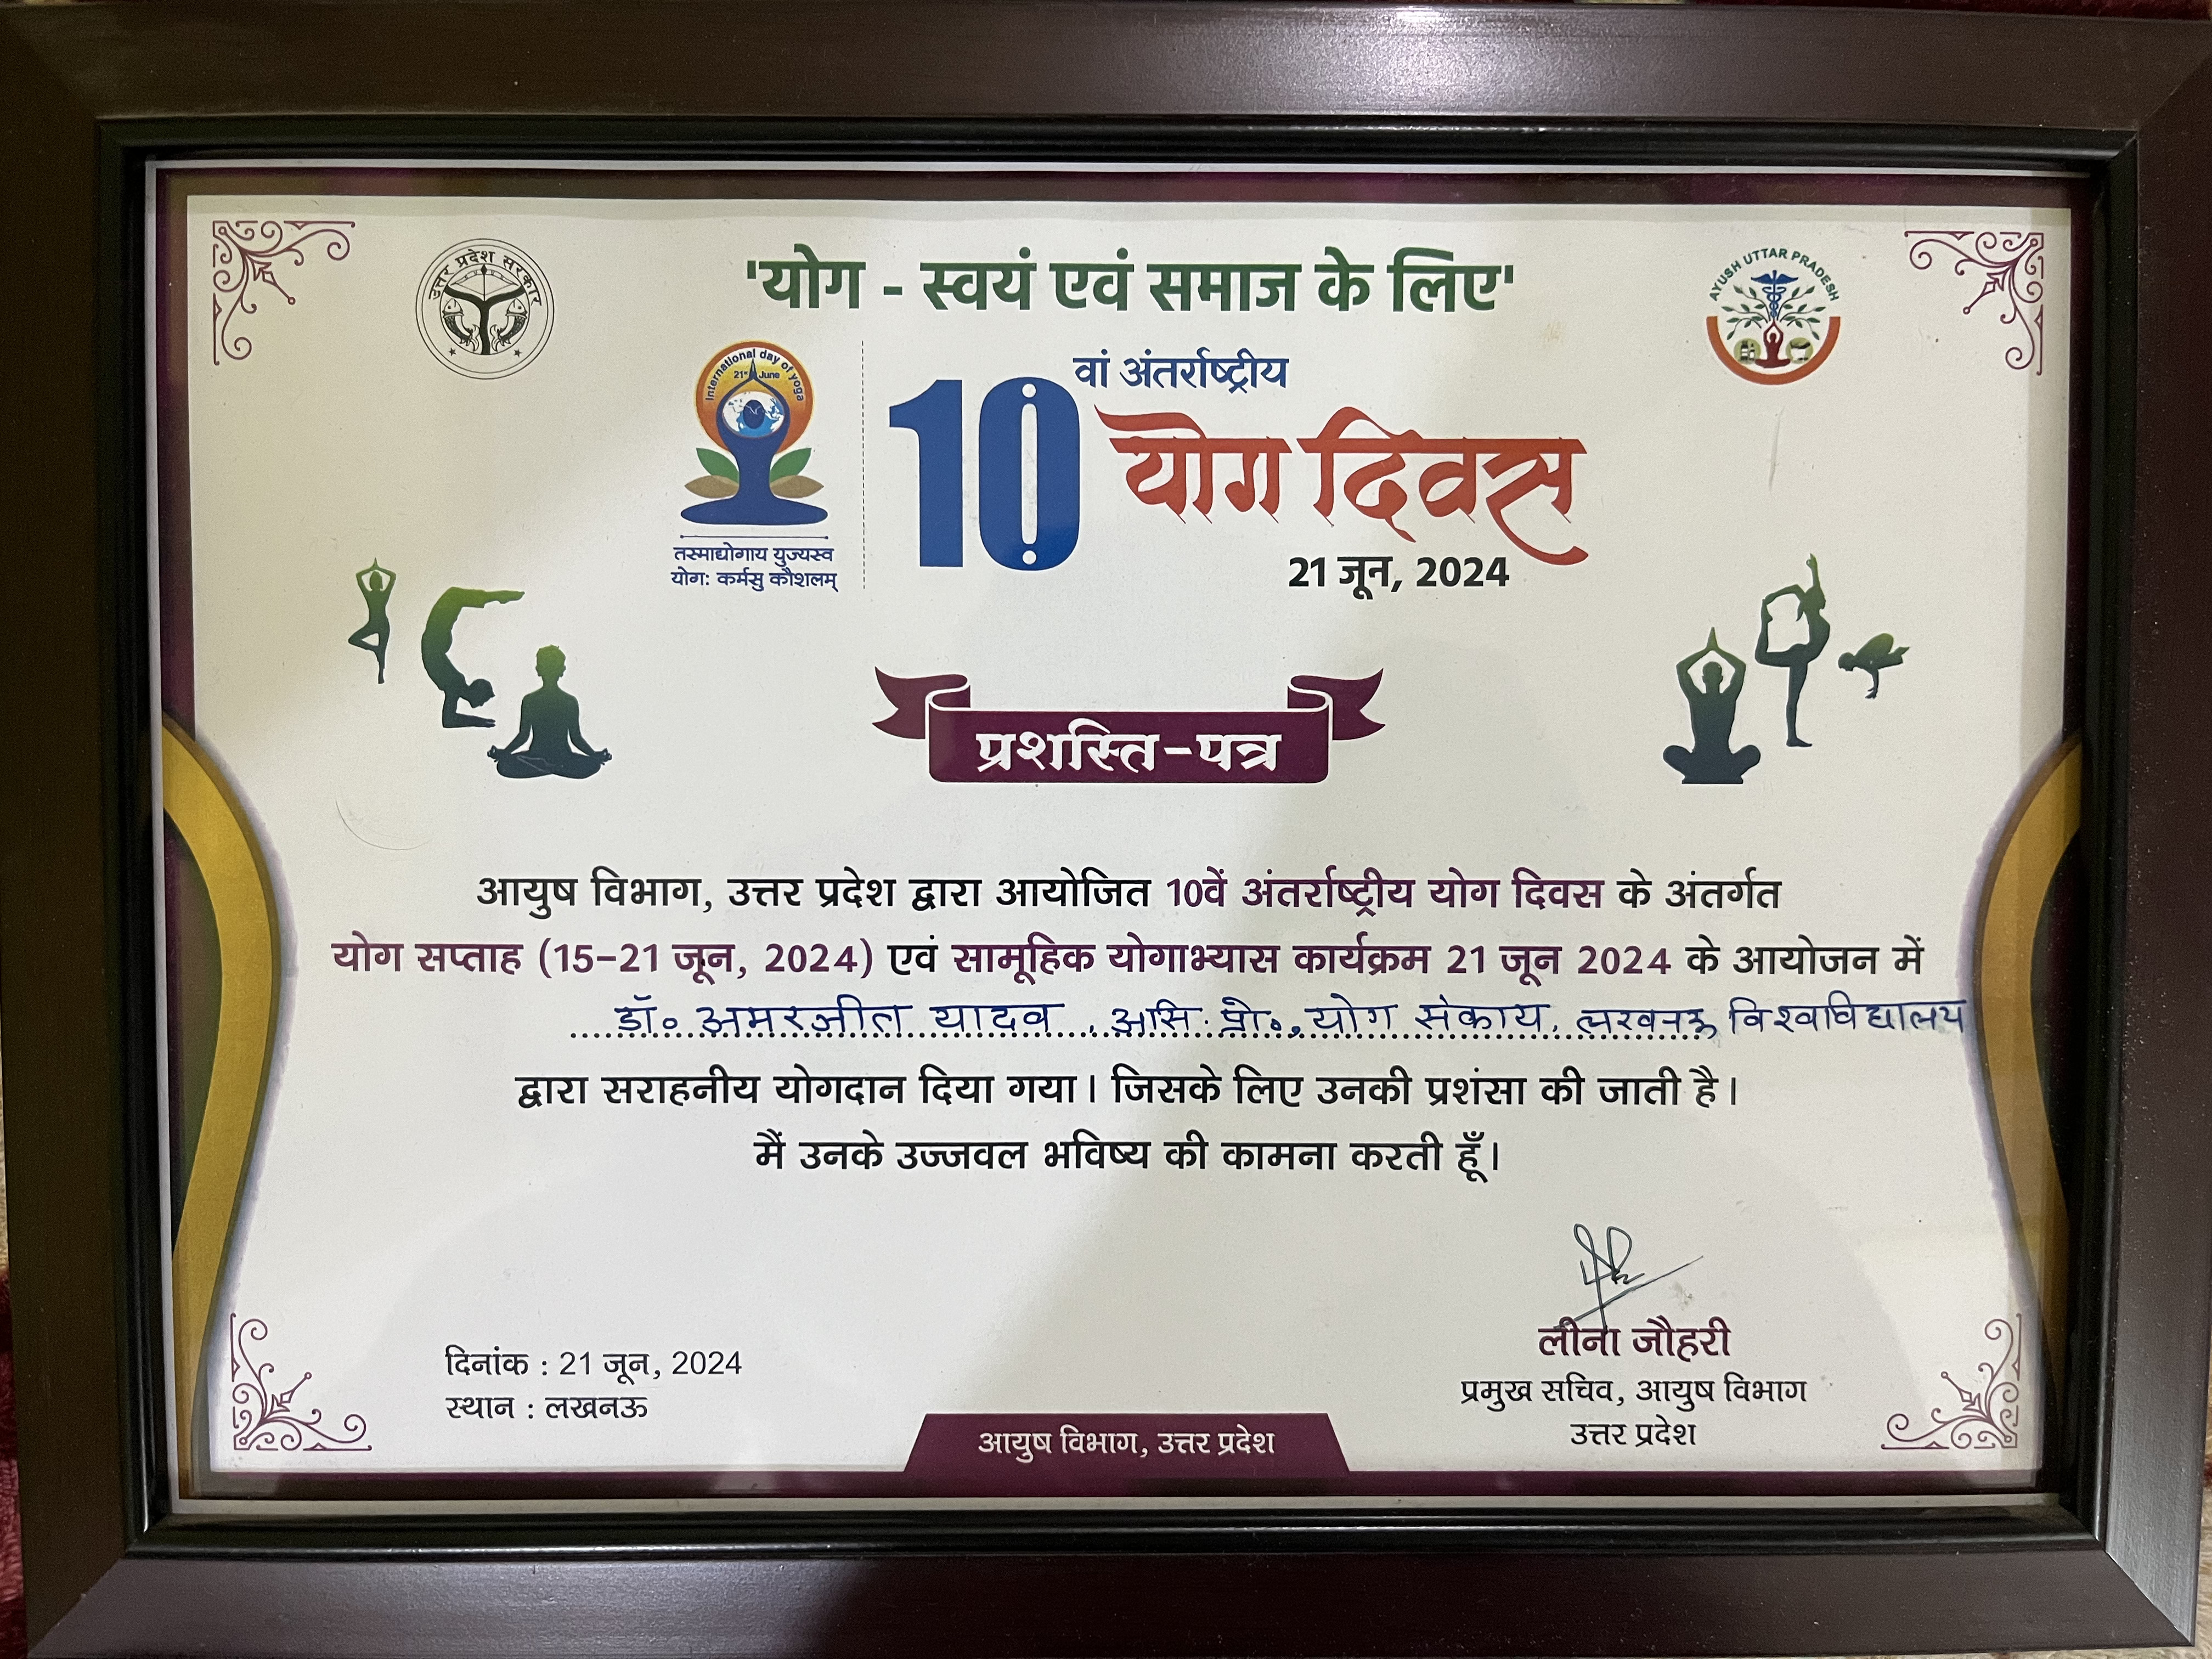 'योग - स्वयं एवं समाज के लिए'
उत्तर प्रदेश सरकार
AYUSH UTTAR PRADESH
International day of yoga
21st June
तस्माद्योगाय युज्यस्व
योगः कर्मसु कौशलम्
10 वां अंतर्राष्ट्रीय
योग दिवस
21 जून, 2024
प्रशस्ति-पत्र
आयुष विभाग, उत्तर प्रदेश द्वारा आयोजित 10वें अंतर्राष्ट्रीय योग दिवस के अंतर्गत
योग सप्ताह (15-21 जून, 2024) एवं सामूहिक योगाभ्यास कार्यक्रम 21 जून 2024 के आयोजन में
डॉ० अमरजीत यादव, असि. प्रो०, योग संकाय, लखनऊ विश्वविद्यालय
द्वारा सराहनीय योगदान दिया गया। जिसके लिए उनकी प्रशंसा की जाती है।
मैं उनके उज्जवल भविष्य की कामना करती हूँ।
लीना जौहरी
प्रमुख सचिव, आयुष विभाग
उत्तर प्रदेश
दिनांक : 21 जून, 2024
स्थान : लखनऊ
आयुष विभाग, उत्तर प्रदेश